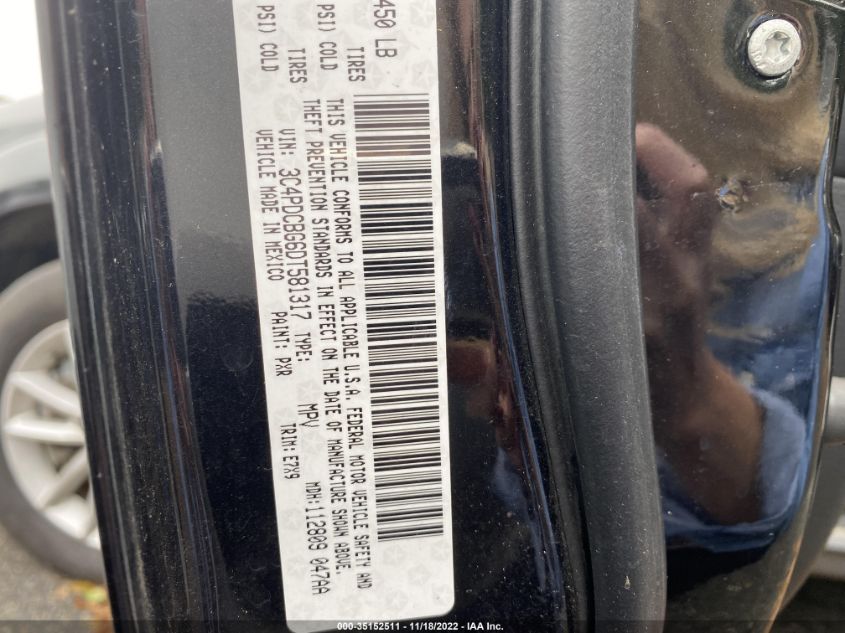 450 LB
PSI) COLD TIRES
PSI) COLD TIRES
THIS VEHICLE CONFORMS TO ALL APPLICABLE U.S.A. FEDERAL MOTOR VEHICLE SAFETY AND
THEFT PREVENTION STANDARDS IN EFFECT ON THE DATE OF MANUFACTURE SHOWN ABOVE.
VIN: 3C4PDCBG6DT581317 TYPE: MPV MDH:112809 047AA
VEHICLE MADE IN MEXICO PAINT: PXR TRIM: E7X9
000-35152511 - 11/18/2022 - IAA Inc.